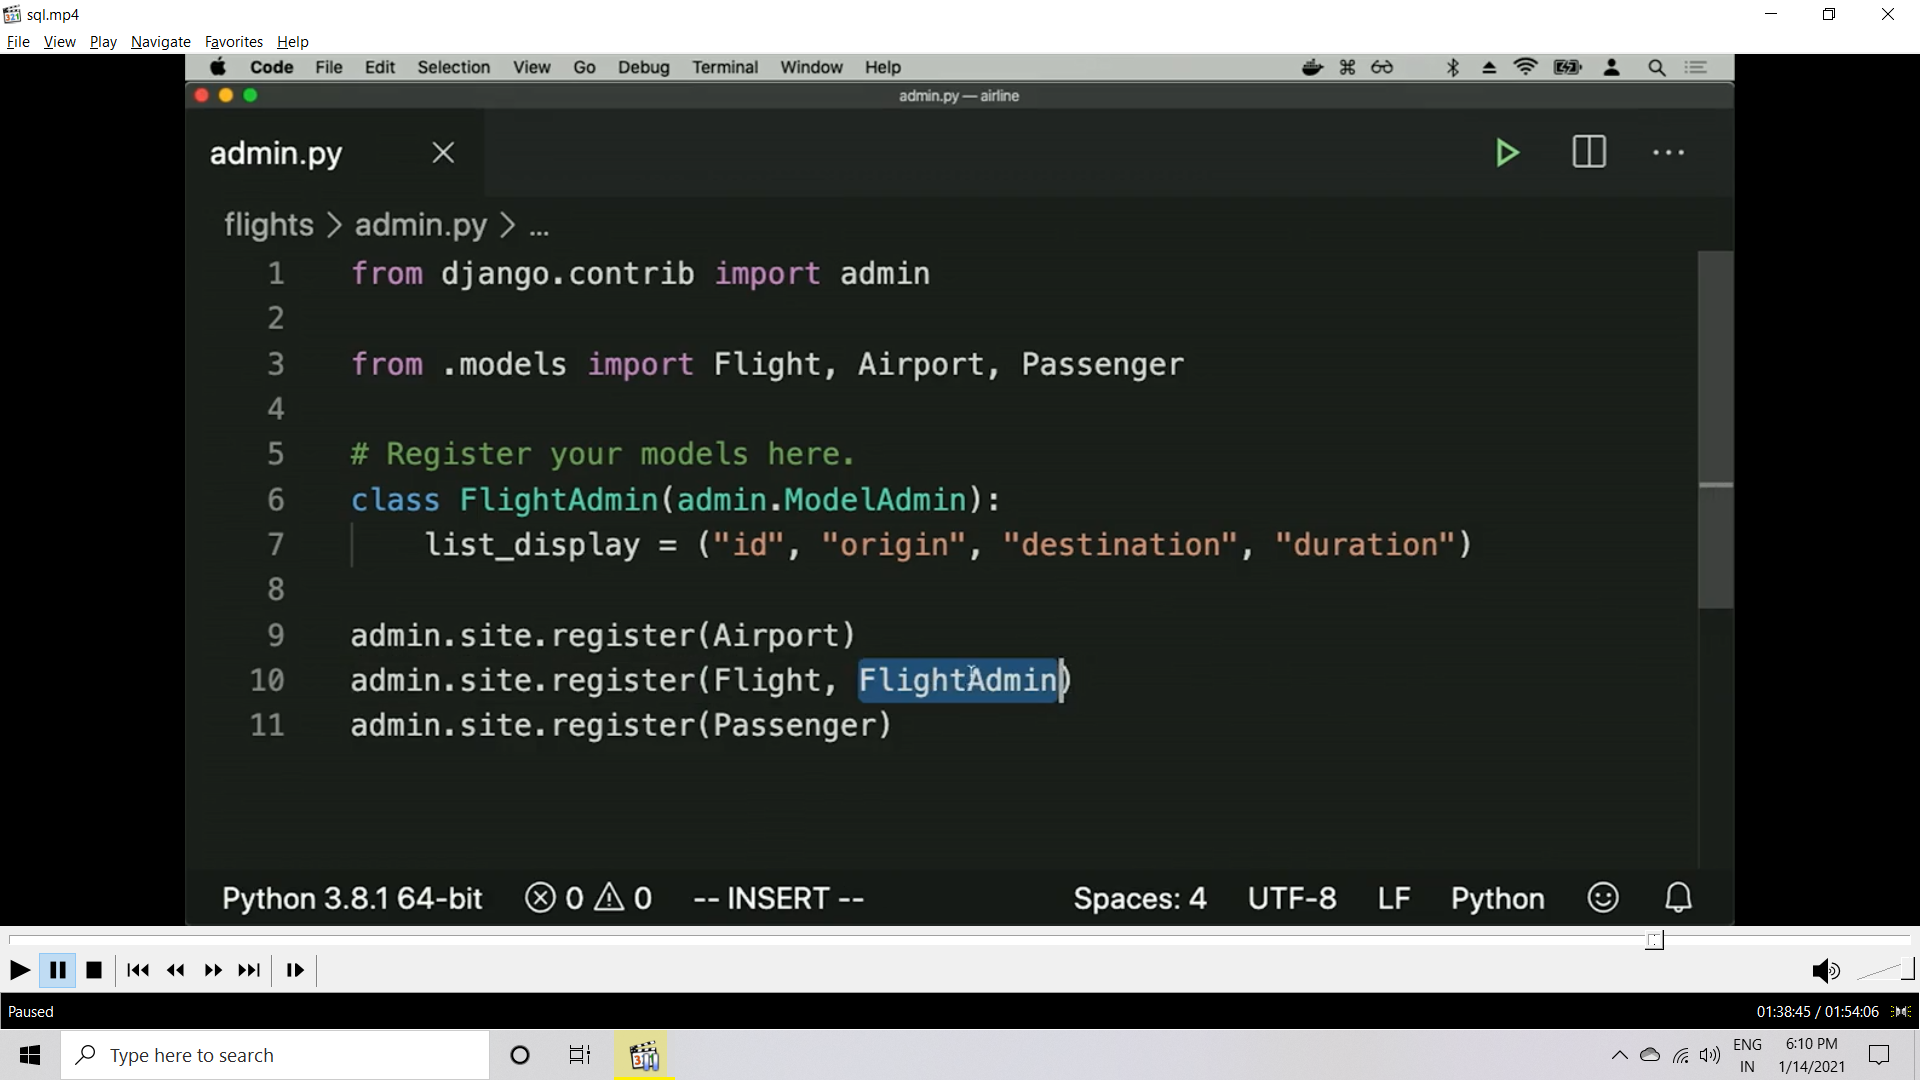 sql.mp4
File View Play Navigate Favorites Help
Code File Edit Selection View Go Debug Terminal Window Help
admin.py — airline
admin.py
flights > admin.py > ...
1 from django.contrib import admin
2
3 from .models import Flight, Airport, Passenger
4
5 # Register your models here.
6 class FlightAdmin(admin.ModelAdmin):
7 list_display = ("id", "origin", "destination", "duration")
8
9 admin.site.register(Airport)
10 admin.site.register(Flight, FlightAdmin)
11 admin.site.register(Passenger)
Python 3.8.1 64-bit 0 0 -- INSERT -- Spaces: 4 UTF-8 LF Python
Paused 01:38:45 / 01:54:06
Type here to search
ENG 6:10 PM
IN 1/14/2021